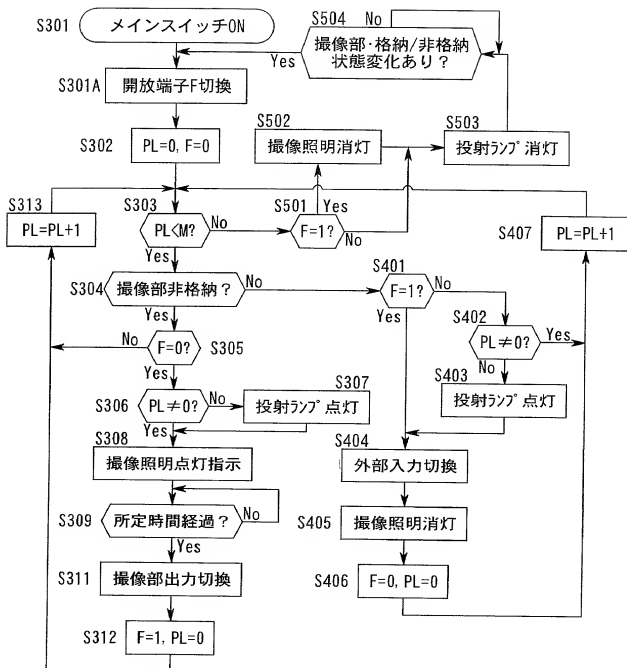 S301
メインスイッチON
S504
No
撮像部・格納/非格納
状態変化あり？
Yes
S301A
開放端子F切換
S302
PL=0, F=0
S502
撮像照明消灯
S503
投射ランプ消灯
S313
PL=PL+1
S303
PL<M?
No
Yes
S501
F=1?
Yes
No
S407
PL=PL+1
S304
撮像部非格納？
No
Yes
S401
F=1?
No
Yes
S402
PL≠0?
Yes
No
No
F=0?
S305
Yes
S306
PL≠0?
No
Yes
S307
投射ランプ点灯
S403
投射ランプ点灯
S308
撮像照明点灯指示
S404
外部入力切換
S309
所定時間経過？
No
Yes
S405
撮像照明消灯
S311
撮像部出力切換
S406
F=0, PL=0
S312
F=1, PL=0